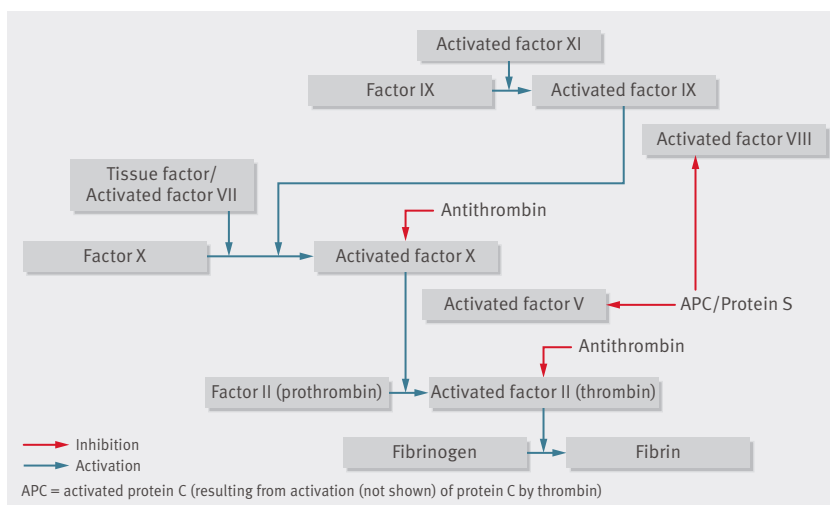 Activated factor XI
Factor IX
Activated factor IX
Activated factor VIII
Tissue factor/
Activated factor VII
Antithrombin
Factor X
Activated factor X
Activated factor V
APC/Protein S
Antithrombin
Factor II (prothrombin)
Activated factor II (thrombin)
Inhibition
Fibrinogen
Fibrin
Activation
APC = activated protein C (resulting from activation (not shown) of protein C by thrombin)